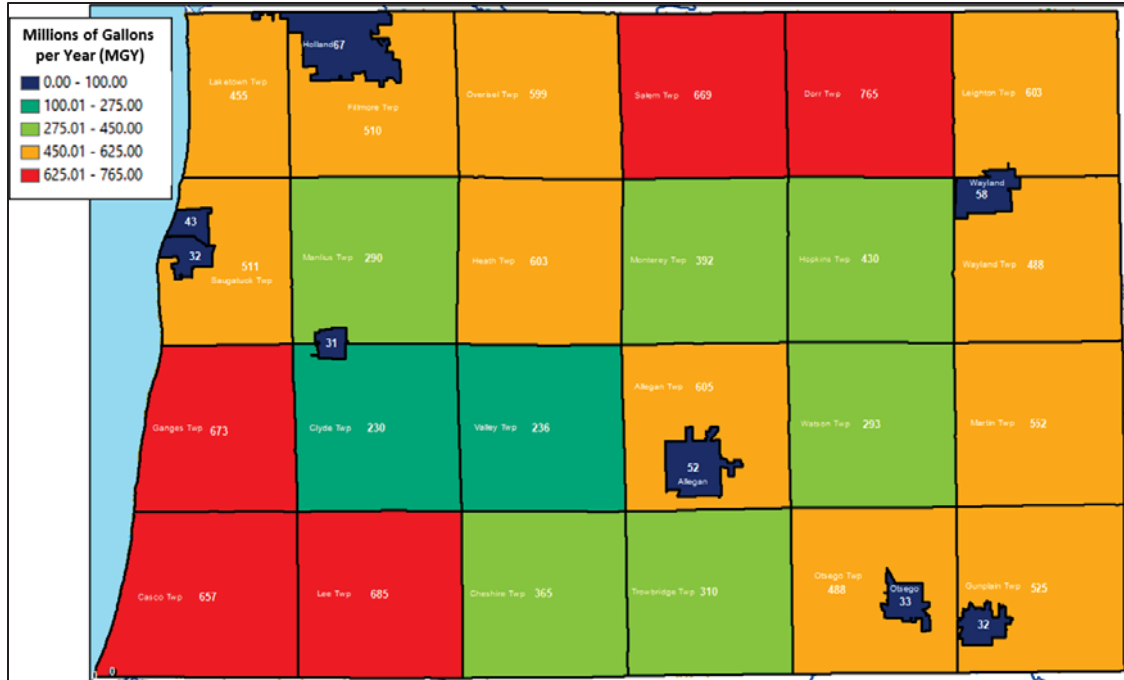 Millions of Gallons
per Year (MGY)
0.00 - 100.00
100.01 - 275.00
275.01 - 450.00
450.01 - 625.00
625.01 - 765.00
Holland 67
Laketown Twp
455
Fillmore Twp
510
Overisel Twp 599
Salem Twp 669
Dorr Twp 765
Leighton Twp 603
43
32
511
Saugatuck Twp
Manlius Twp 290
Heath Twp 603
Monterey Twp 392
Hopkins Twp 430
Wayland
58
Wayland Twp 488
31
Ganges Twp 673
Clyde Twp 230
Valley Twp 236
Allegan Twp 605
52
Allegan
Watson Twp 293
Martin Twp 552
Casco Twp 657
Lee Twp 685
Cheshire Twp 365
Trowbridge Twp 310
Otsego Twp
488
Otsego
33
Gunplain Twp 525
32
0